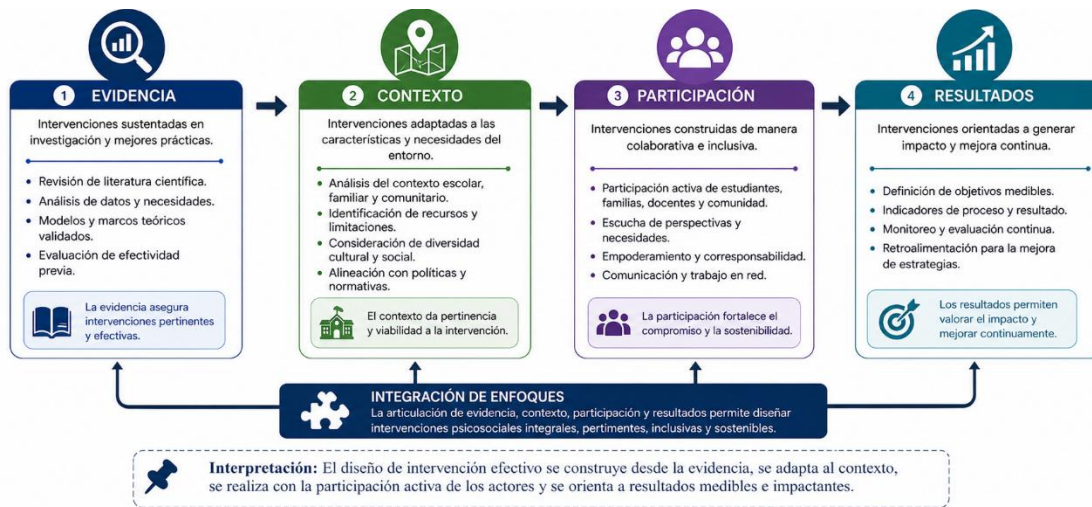 1 EVIDENCIA
Intervenciones sustentadas en
investigación y mejores prácticas.
• Revisión de literatura científica.
• Análisis de datos y necesidades.
• Modelos y marcos teóricos
validados.
• Evaluación de efectividad
previa.
La evidencia asegura
intervenciones pertinentes
y efectivas.
2 CONTEXTO
Intervenciones adaptadas a las
características y necesidades del
entorno.
• Análisis del contexto escolar,
familiar y comunitario.
• Identificación de recursos y
limitaciones.
• Consideración de diversidad
cultural y social.
• Alineación con políticas y
normativas.
El contexto da pertinencia
y viabilidad a la intervención.
3 PARTICIPACIÓN
Intervenciones construidas de manera
colaborativa e inclusiva.
• Participación activa de estudiantes,
familias, docentes y comunidad.
• Escucha de perspectivas y
necesidades.
• Empoderamiento y corresponsabilidad.
• Comunicación y trabajo en red.
La participación fortalece el
compromiso y la sostenibilidad.
4 RESULTADOS
Intervenciones orientadas a generar
impacto y mejora continua.
• Definición de objetivos medibles.
• Indicadores de proceso y resultado.
• Monitoreo y evaluación continua.
• Retroalimentación para la mejora
de estrategias.
Los resultados permiten
valorar el impacto y
mejorar continuamente.
INTEGRACIÓN DE ENFOQUES
La articulación de evidencia, contexto, participación y resultados permite diseñar
intervenciones psicosociales integrales, pertimentes, inclusivas y sostenibles.
Interpretación: El diseño de intervención efectivo se construye desde la evidencia, se adapta al contexto,
se realiza con la participación activa de los actores y se orienta a resultados medibles e impactantes.